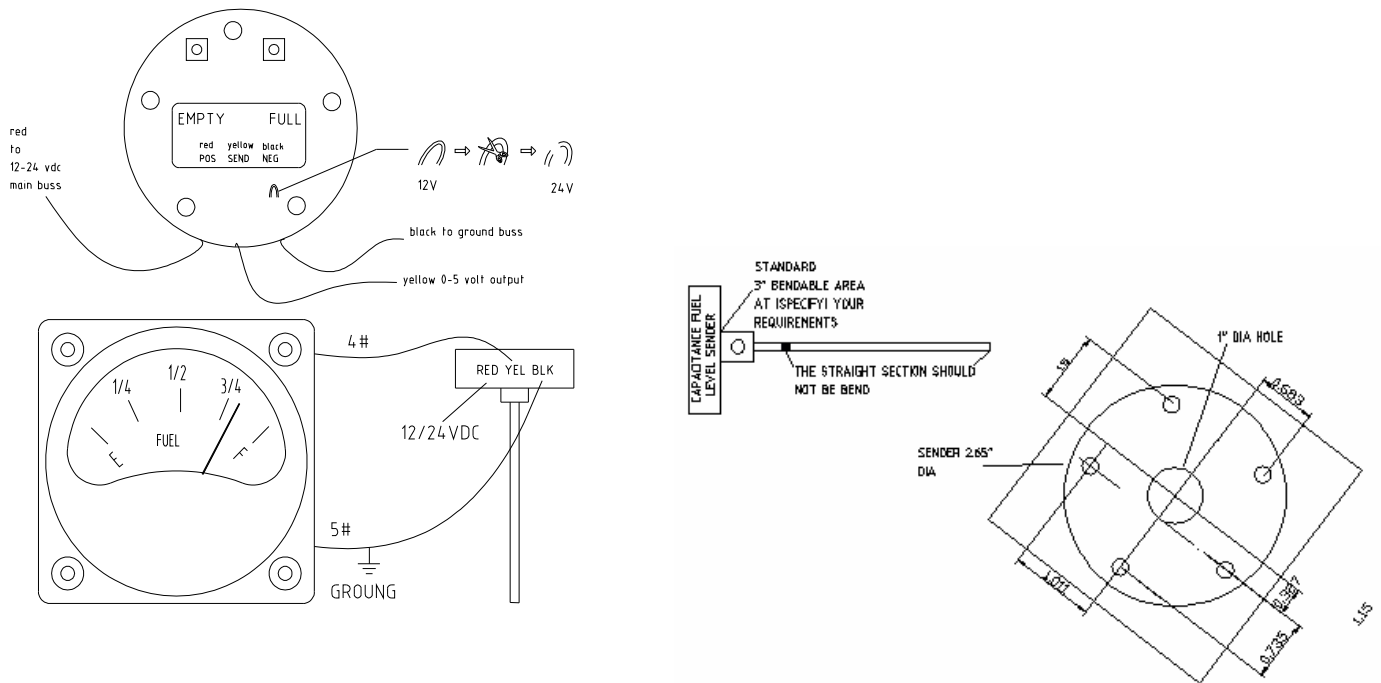 EMPTY FULL
red yellow black
POS SEND NEG
red
to
12-24 vdc
main buss
12V
24V
black to ground buss
yellow 0-5 volt output
4#
1/4
1/2
3/4
E
FUEL
F
RED YEL BLK
12/24VDC
5#
GROUNG
STANDARD
3" BENDABLE AREA
AT (SPECIFY) YOUR
REQUIREMENTS
CAPACITANCE FUEL
LEVEL SENDER
THE STRAIGHT SECTION SHOULD
NOT BE BEND
1" DIA HOLE
0.683
SENDER 2.65"
DIA
1.011
0.735
1.15